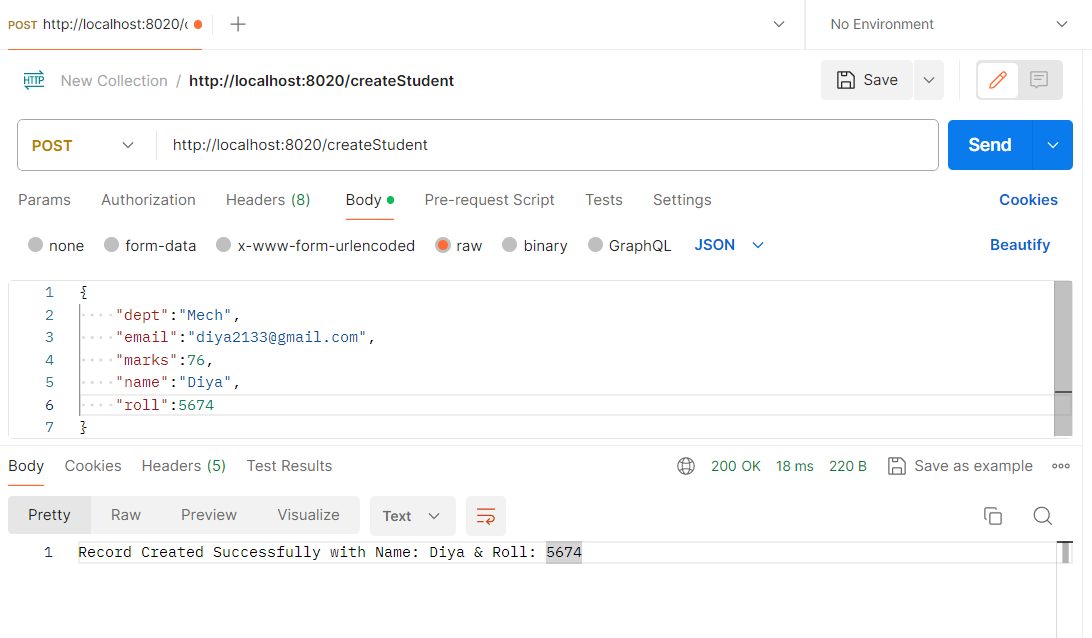 POST http://localhost:8020/c
No Environment
HTTP New Collection / http://localhost:8020/createStudent Save
POST http://localhost:8020/createStudent Send
Params Authorization Headers (8) Body Pre-request Script Tests Settings Cookies
none form-data x-www-form-urlencoded raw binary GraphQL JSON Beautify
1 {
2 "dept":"Mech",
3 "email":"diya2133@gmail.com",
4 "marks":76,
5 "name":"Diya",
6 "roll":5674
7 }
Body Cookies Headers (5) Test Results 200 OK 18 ms 220 B Save as example
Pretty Raw Preview Visualize Text
1 Record Created Successfully with Name: Diya & Roll: 5674